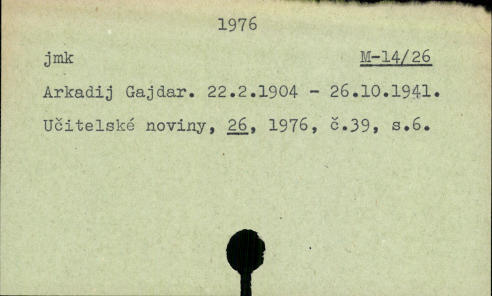 1976
jmk M-14/26
Arkadij Gajdar. 22.2.1904 - 26.10.1941.
Učitelské noviny, 26, 1976, č.39, s.6.